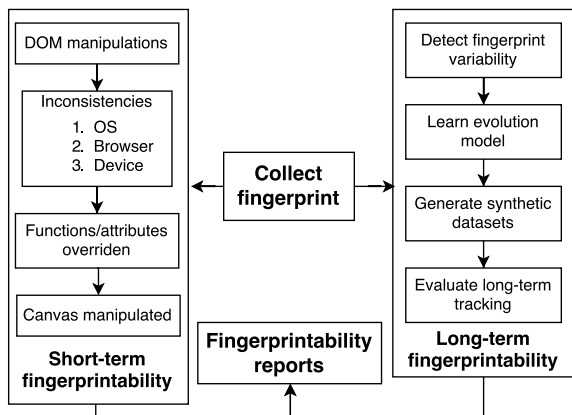 DOM manipulations
Inconsistencies
1. OS
2. Browser
3. Device
Functions/attributes
overriden
Canvas manipulated
Short-term
fingerprintability
Collect
fingerprint
Fingerprintability
reports
Detect fingerprint
variability
Learn evolution
model
Generate synthetic
datasets
Evaluate long-term
tracking
Long-term
fingerprintability